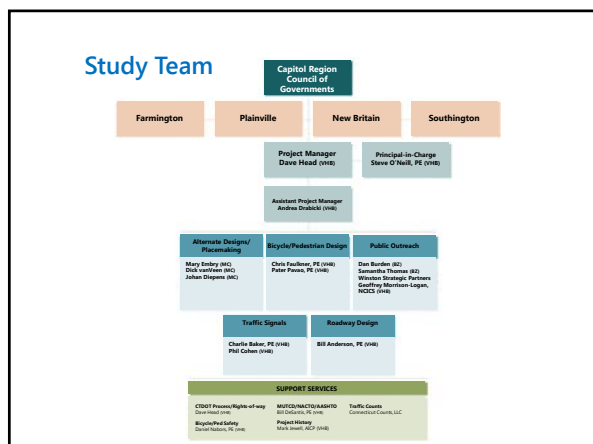 Study Team
Capitol Region
Council of
Governments
Farmington
Plainville
New Britain
Southington
Project Manager
Dave Head (VHB)
Principal-in-Charge
Steve O'Neill, PE (VHB)
Assistant Project Manager
Andrea Drabicki (VHB)
Alternate Designs/
Placemaking
Mary Embry (MC)
Dick vanVeen (MC)
Johan Diepens (MC)
Bicycle/Pedestrian Design
Chris Faulkner, PE (VHB)
Pater Pavao, PE (VHB)
Public Outreach
Dan Burden (BZ)
Samantha Thomas (BZ)
Winston Strategic Partners
Geoffrey Morrison-Logan,
NCICS (VHB)
Traffic Signals
Charlie Baker, PE (VHB)
Phil Cohen (VHB)
Roadway Design
Bill Anderson, PE (VHB)
SUPPORT SERVICES
CTDOT Process/Rights-of-way
Dave Head (VHB)
Bicycle/Ped Safety
Daniel Nabors, PE (VHB)
MUTCD/NACTO/AASHTO
Bill DeSantis, PE (VHB)
Project History
Mark Jewell, AICP (VHB)
Traffic Counts
Connecticut Counts, LLC